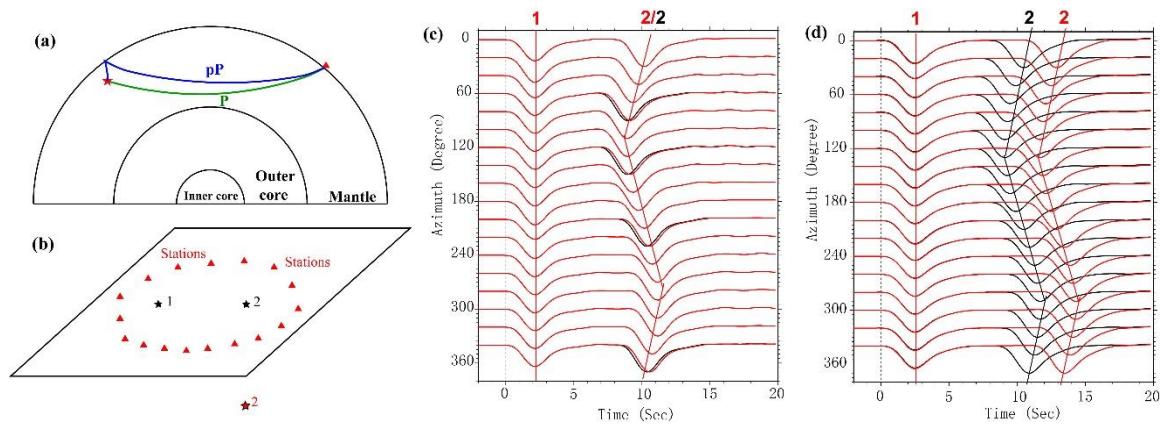 (a)
pP
P
Inner core
Outer
core
Mantle
(b)
Stations
Stations
1
2
2
1
2/2
(c)
0
60
120
180
240
300
360
Azimuth (Degree)
0
5
10
15
20
Time (Sec)
1
2
2
(d)
0
60
120
180
240
300
360
Azimuth (Degree)
0
5
10
15
20
Time (Sec)